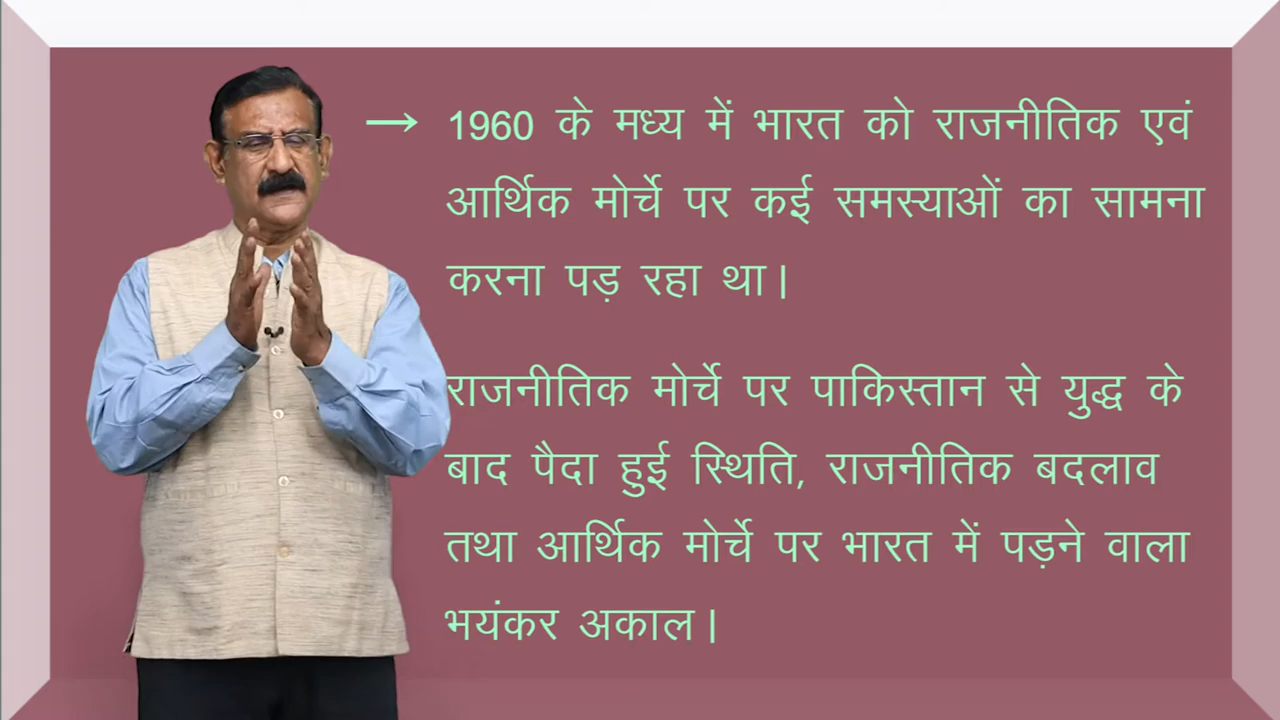 → 1960 के मध्य में भारत को राजनीतिक एवं
आर्थिक मोर्चे पर कई समस्याओं का सामना
करना पड़ रहा था।
राजनीतिक मोर्चे पर पाकिस्तान से युद्ध के
बाद पैदा हुई स्थिति, राजनीतिक बदलाव
तथा आर्थिक मोर्चे पर भारत में पड़ने वाला
भयंकर अकाल।